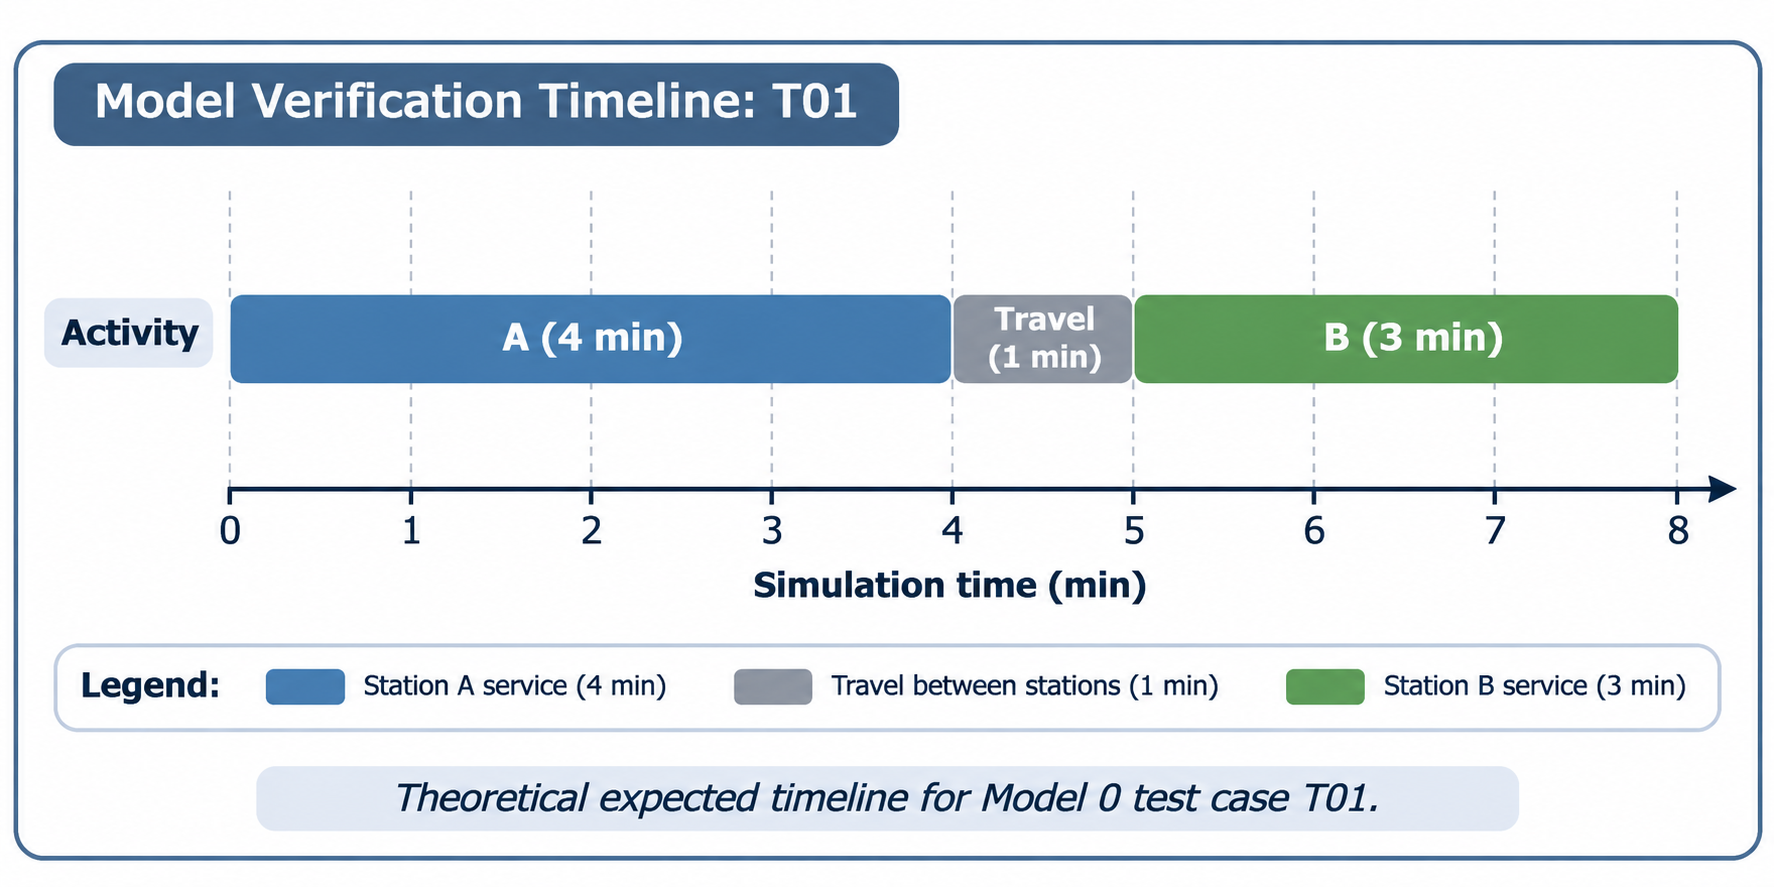 Model Verification Timeline: T01
Activity
A (4 min)
Travel
(1 min)
B (3 min)
0 1 2 3 4 5 6 7 8
Simulation time (min)
Legend: Station A service (4 min) Travel between stations (1 min) Station B service (3 min)
Theoretical expected timeline for Model 0 test case T01.